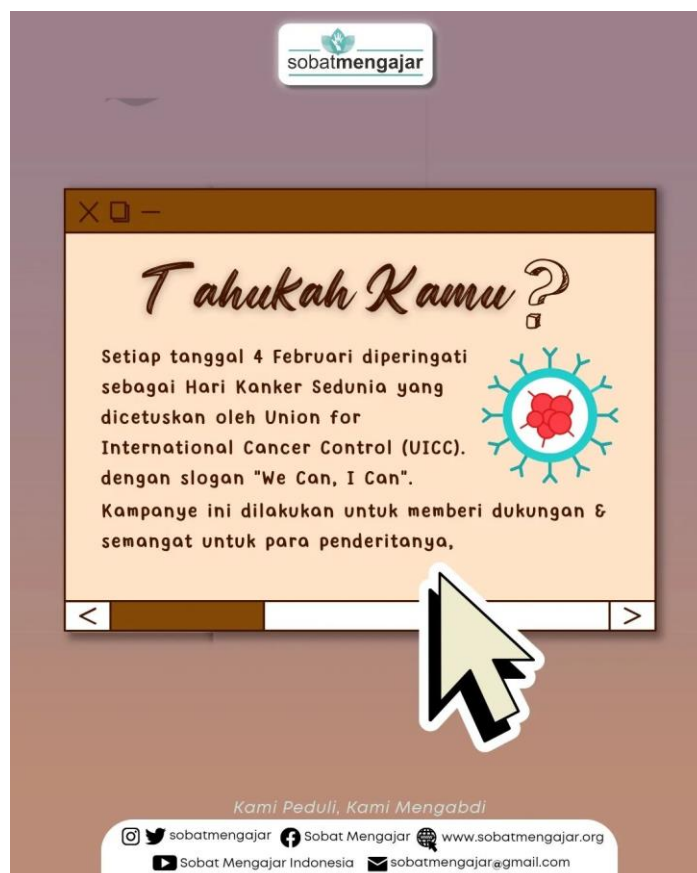 sobatmengajar
Tahukah Kamu?
Setiap tanggal 4 Februari diperingati
sebagai Hari Kanker Sedunia yang
dicetuskan oleh Union for
International Cancer Control (UICC).
dengan slogan "We Can, I Can".
Kampanye ini dilakukan untuk memberi dukungan &
semangat untuk para penderitanya,
Kami Peduli, Kami Mengabdi
sobatmengajar Sobat Mengajar www.sobatmengajar.org
Sobat Mengajar Indonesia sobatmengajar@gmail.com